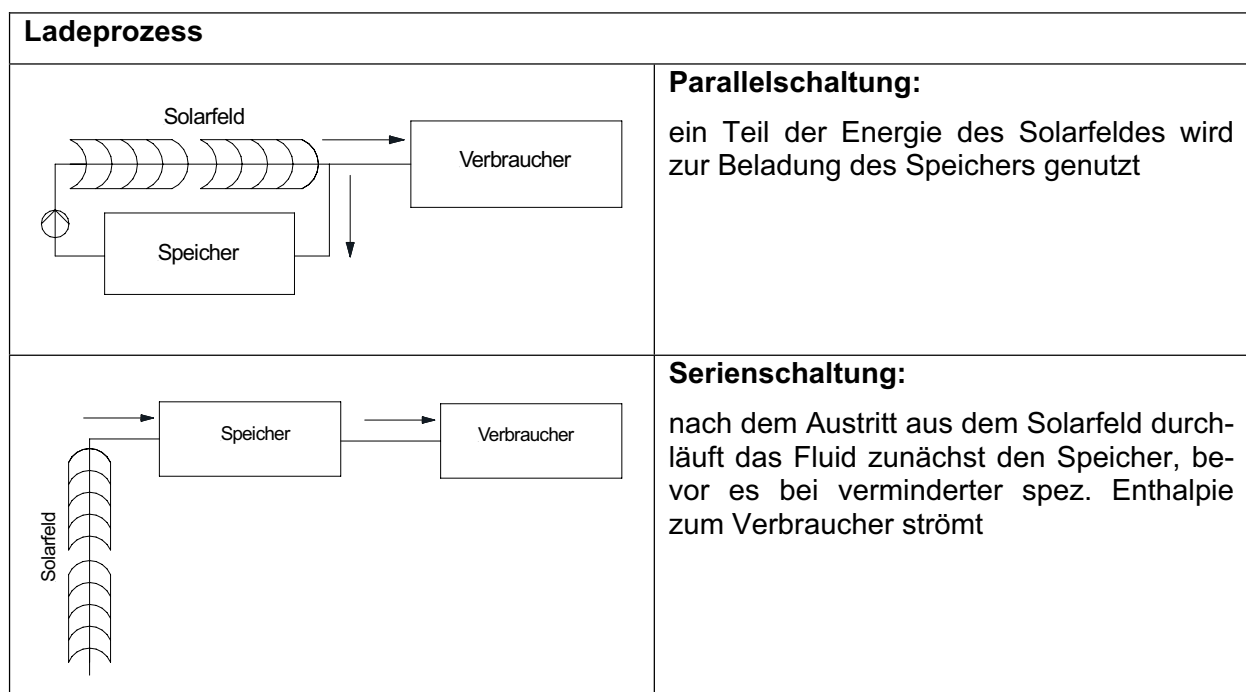 Ladeprozess
Solarfeld
Verbraucher
Speicher
Parallelschaltung:
ein Teil der Energie des Solarfeldes wird
zur Beladung des Speichers genutzt
Speicher
Verbraucher
Solarfeld
Serienschaltung:
nach dem Austritt aus dem Solarfeld durch-
läuft das Fluid zunächst den Speicher, be-
vor es bei verminderter spez. Enthalpie
zum Verbraucher strömt